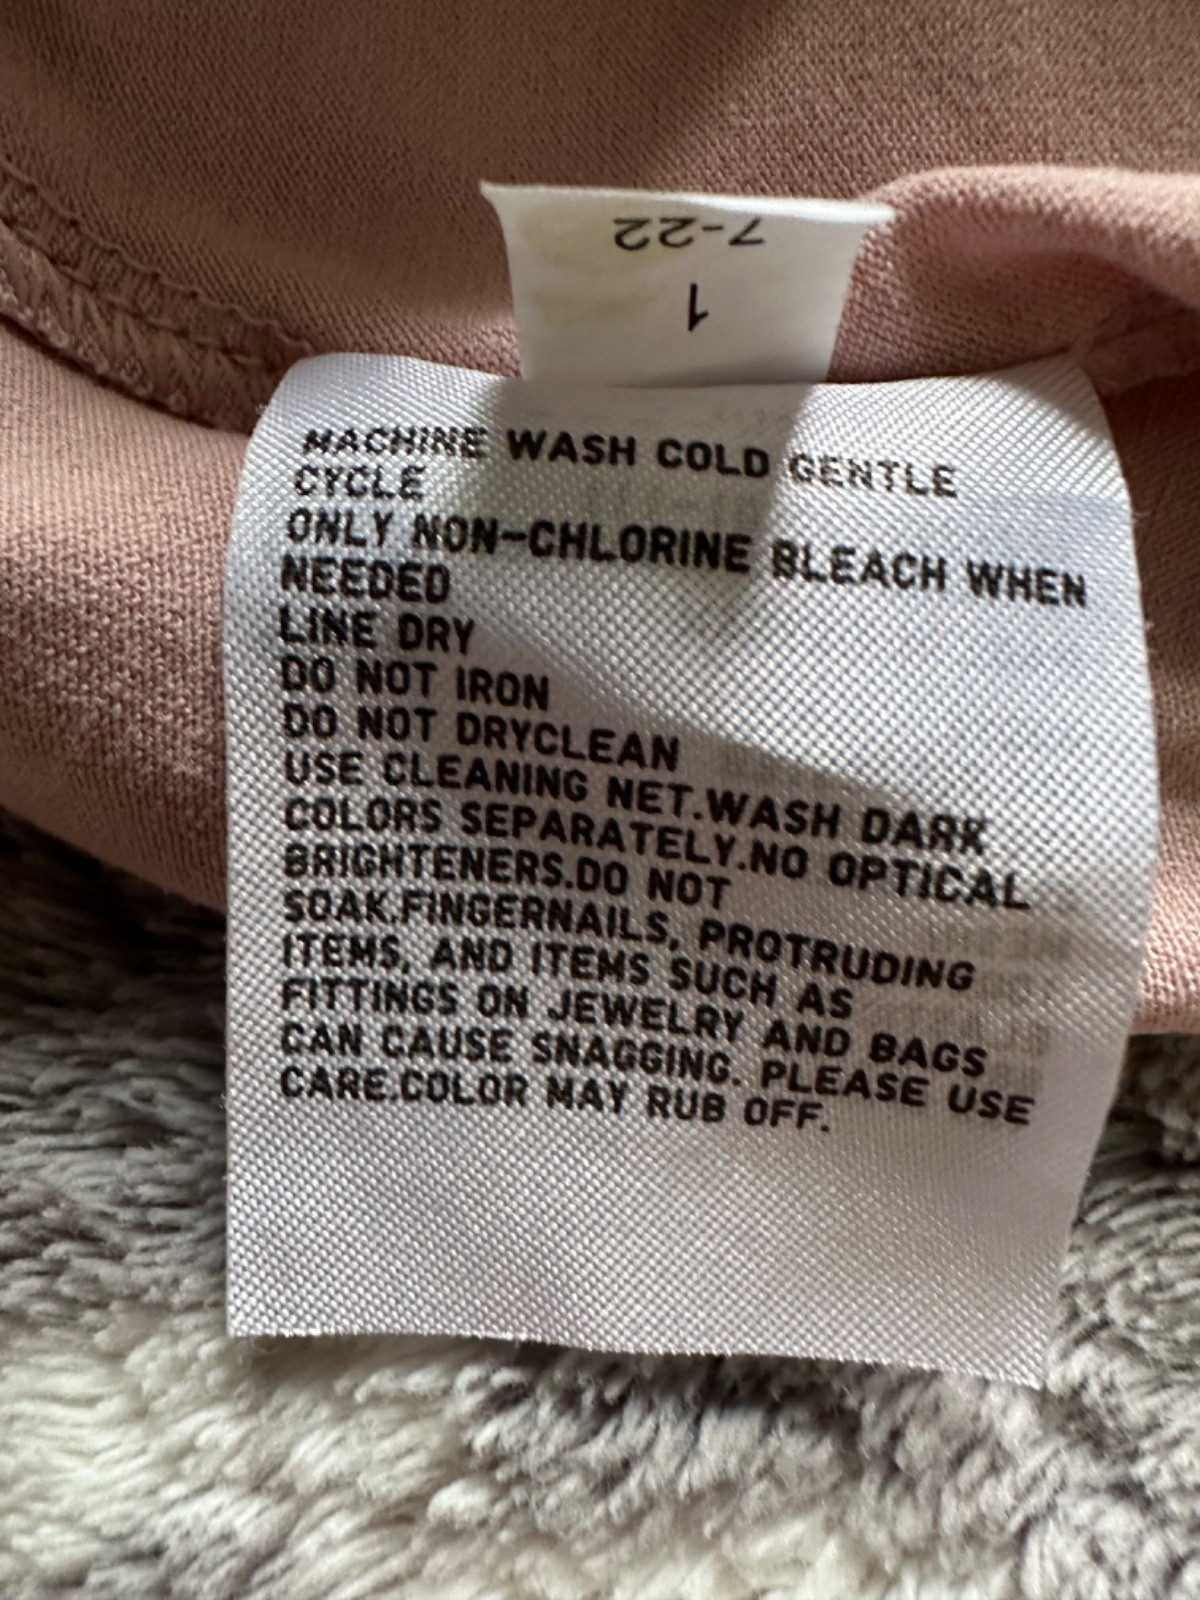 7-22
1
MACHINE WASH COLD GENTLE
CYCLE
ONLY NON-CHLORINE BLEACH WHEN
NEEDED
LINE DRY
DO NOT IRON
DO NOT DRYCLEAN
USE CLEANING NET.WASH DARK
COLORS SEPARATELY.NO OPTICAL
BRIGHTENERS.DO NOT
SOAK.FINGERNAILS, PROTRUDING
ITEMS, AND ITEMS SUCH AS
FITTINGS ON JEWELRY AND BAGS
CAN CAUSE SNAGGING. PLEASE USE
CARE.COLOR MAY RUB OFF.